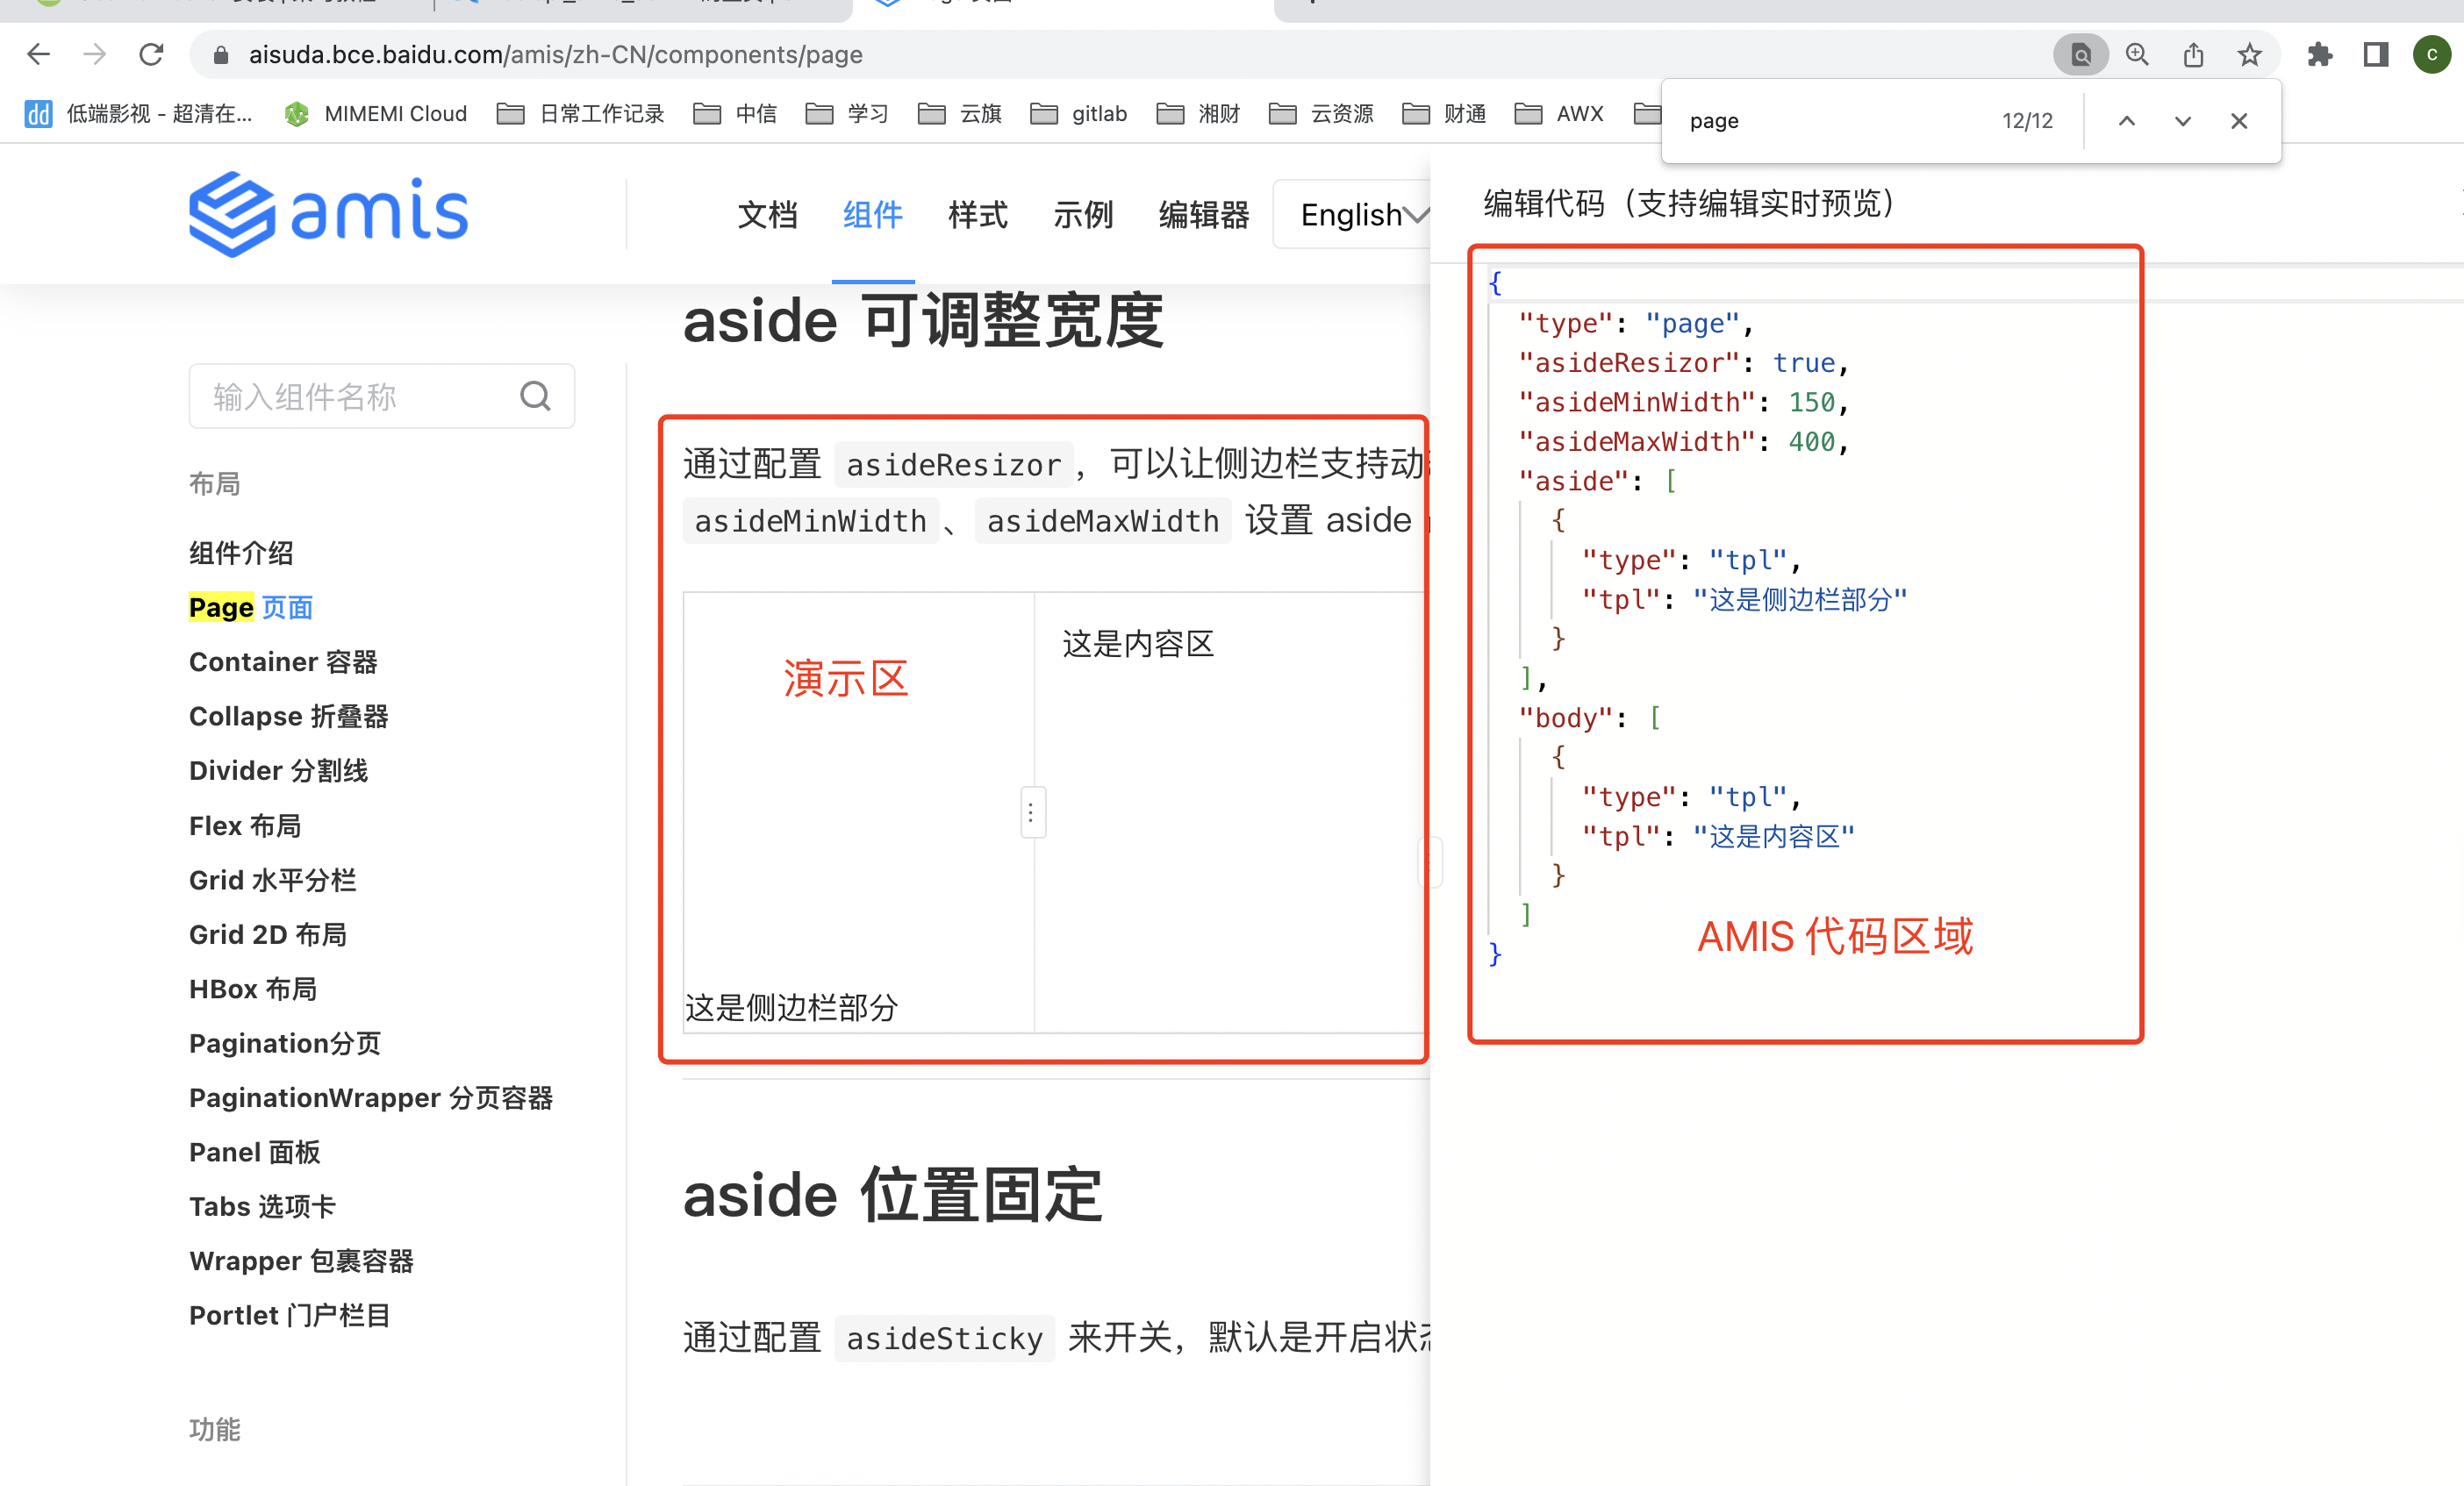 aisuda.bce.baidu.com/amis/zh-CN/components/page
C
低端影视 - 超清在...
MIMEMI Cloud
日常工作记录
中信
学习
云旗
gitlab
湘财
云资源
财通
AWX
page
12/12
amis
文档
组件
样式
示例
编辑器
English
输入组件名称
布局
组件介绍
Page 页面
Container 容器
Collapse 折叠器
Divider 分割线
Flex 布局
Grid 水平分栏
Grid 2D 布局
HBox 布局
Pagination分页
PaginationWrapper 分页容器
Panel 面板
Tabs 选项卡
Wrapper 包裹容器
Portlet 门户栏目
功能
aside 可调整宽度
通过配置 asideResizor，可以让侧边栏支持动
asideMinWidth、asideMaxWidth 设置 aside
演示区
这是内容区
这是侧边栏部分
aside 位置固定
通过配置 asideSticky 来开关，默认是开启状
编辑代码（支持编辑实时预览）
{
"type": "page",
"asideResizor": true,
"asideMinWidth": 150,
"asideMaxWidth": 400,
"aside": [
{
"type": "tpl",
"tpl": "这是侧边栏部分"
}
],
"body": [
{
"type": "tpl",
"tpl": "这是内容区"
}
]
}
AMIS 代码区域